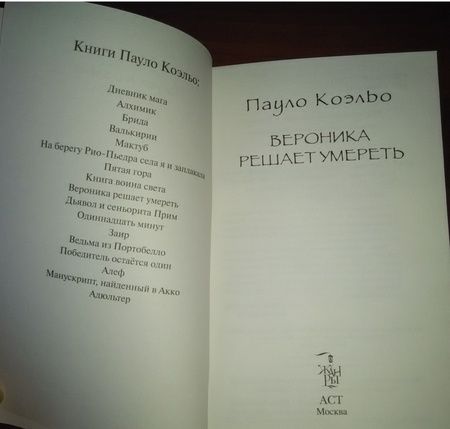 Книги Пауло Коэльо:
Дневник мага
Алхимик
Брида
Валькирии
Мактуб
На берегу Рио-Пьедра села я и заплакала
Пятая гора
Книга воина света
Вероника решает умереть
Дьявол и сеньорита Прим
Одиннадцать минут
Заир
Ведьма из Портобелло
Победитель остаётся один
Алеф
Манускрипт, найденный в Акко
Адюльтер
Пауло Коэльо
ВЕРОНИКА
РЕШАЕТ УМЕРЕТЬ
ЖАН
РЫ
АСТ
Москва